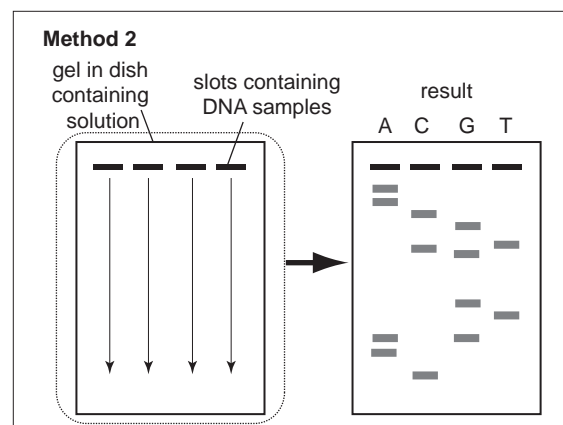 Method 2
gel in dish
containing
solution
slots containing
DNA samples
result
A C G T